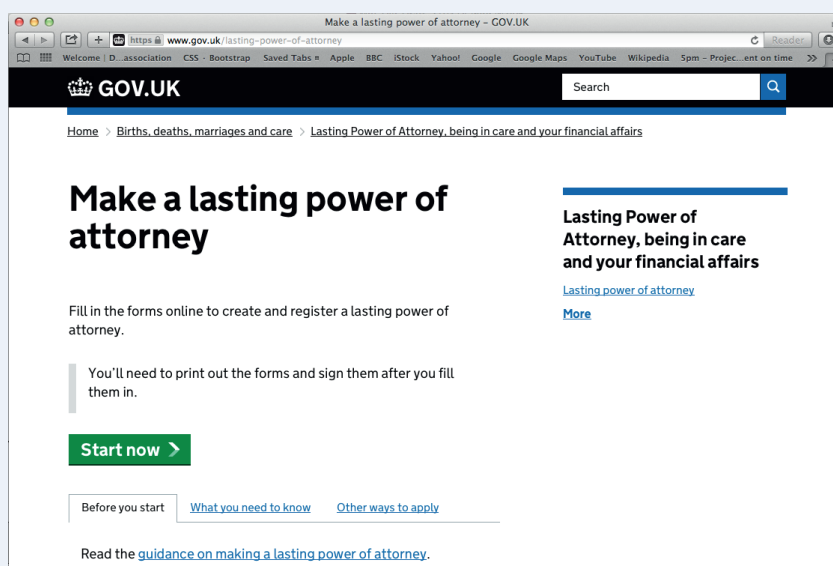 Make a lasting power of attorney – GOV.UK
https www.gov.uk/lasting-power-of-attorney
Reader
Welcome | D...association CSS - Bootstrap Saved Tabs Apple BBC iStock Yahoo! Google Google Maps YouTube Wikipedia 5pm – Projec...ent on time >>
GOV.UK
Search
Home > Births, deaths, marriages and care > Lasting Power of Attorney, being in care and your financial affairs
Make a lasting power of
attorney
Fill in the forms online to create and register a lasting power of
attorney.
You'll need to print out the forms and sign them after you fill
them in.
Start now
Before you start What you need to know Other ways to apply
Read the guidance on making a lasting power of attorney.
Lasting Power of
Attorney, being in care
and your financial affairs
Lasting power of attorney
More